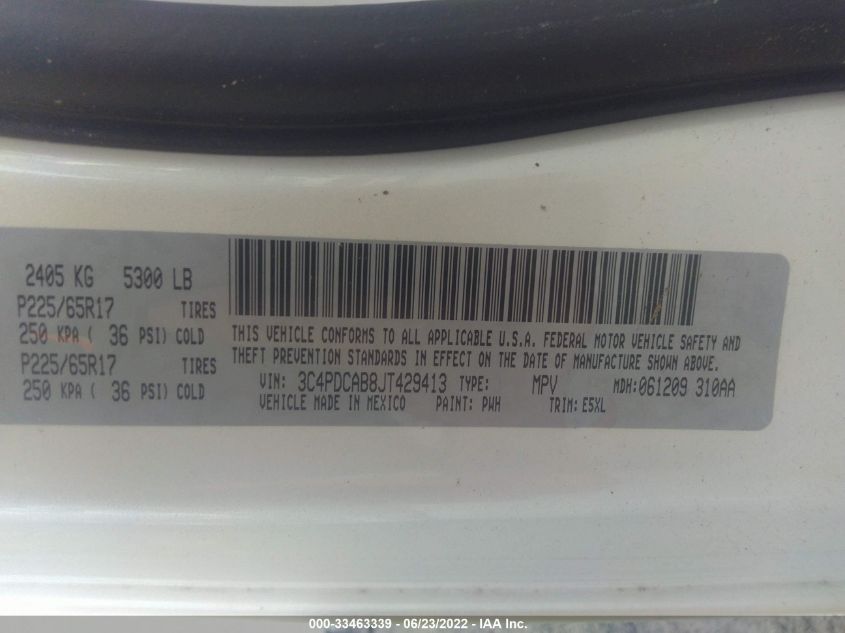 2405 KG 5300 LB
P225/65R17 TIRES
250 KPA ( 36 PSI) COLD
P225/65R17 TIRES
250 KPA ( 36 PSI) COLD
THIS VEHICLE CONFORMS TO ALL APPLICABLE U.S.A. FEDERAL MOTOR VEHICLE SAFETY AND
THEFT PREVENTION STANDARDS IN EFFECT ON THE DATE OF MANUFACTURE SHOWN ABOVE.
VIN: 3C4PDCAB8JT429413 TYPE: MPV MDH:061209 310AA
VEHICLE MADE IN MEXICO PAINT: PWH TRIM: E5XL
000-33463339 - 06/23/2022 - IAA Inc.